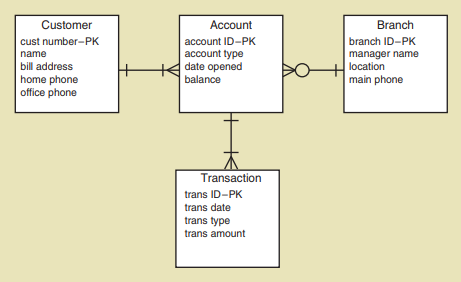 Customer
cust number–PK
name
bill address
home phone
office phone
Account
account ID–PK
account type
date opened
balance
Branch
branch ID–PK
manager name
location
main phone
Transaction
trans ID–PK
trans date
trans type
trans amount